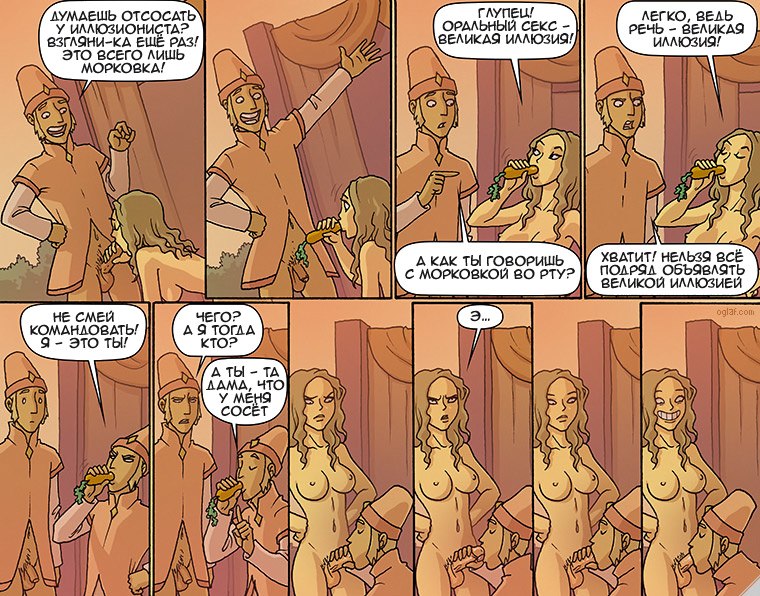 ДУМАЕШЬ ОТСОСАТЬ
У ИЛЛЮЗИОНИСТА?
ВЗГЛЯНИ-КА ЕЩЁ РАЗ!
ЭТО ВСЕГО ЛИШЬ
МОРКОВКА!
ГЛУПЕЦ!
ОРАЛЬНЫЙ СЕКС -
ВЕЛИКАЯ ИЛЛЮЗИЯ!
А КАК ТЫ ГОВОРИШЬ
С МОРКОВКОЙ ВО РТУ?
ЛЕГКО, ВЕДЬ
РЕЧЬ - ВЕЛИКАЯ
ИЛЛЮЗИЯ!
ХВАТИТ! НЕЛЬЗЯ ВСЁ
ПОДРЯД ОБЪЯВЛЯТЬ
ВЕЛИКОЙ ИЛЛЮЗИЕЙ
НЕ СМЕЙ
КОМАНДОВАТЬ!
Я - ЭТО ТЫ!
ЧЕГО?
А Я ТОГДА
КТО?
А ТЫ - ТА
ДАМА, ЧТО
У МЕНЯ
СОСЁТ
Э...
oglaf.com